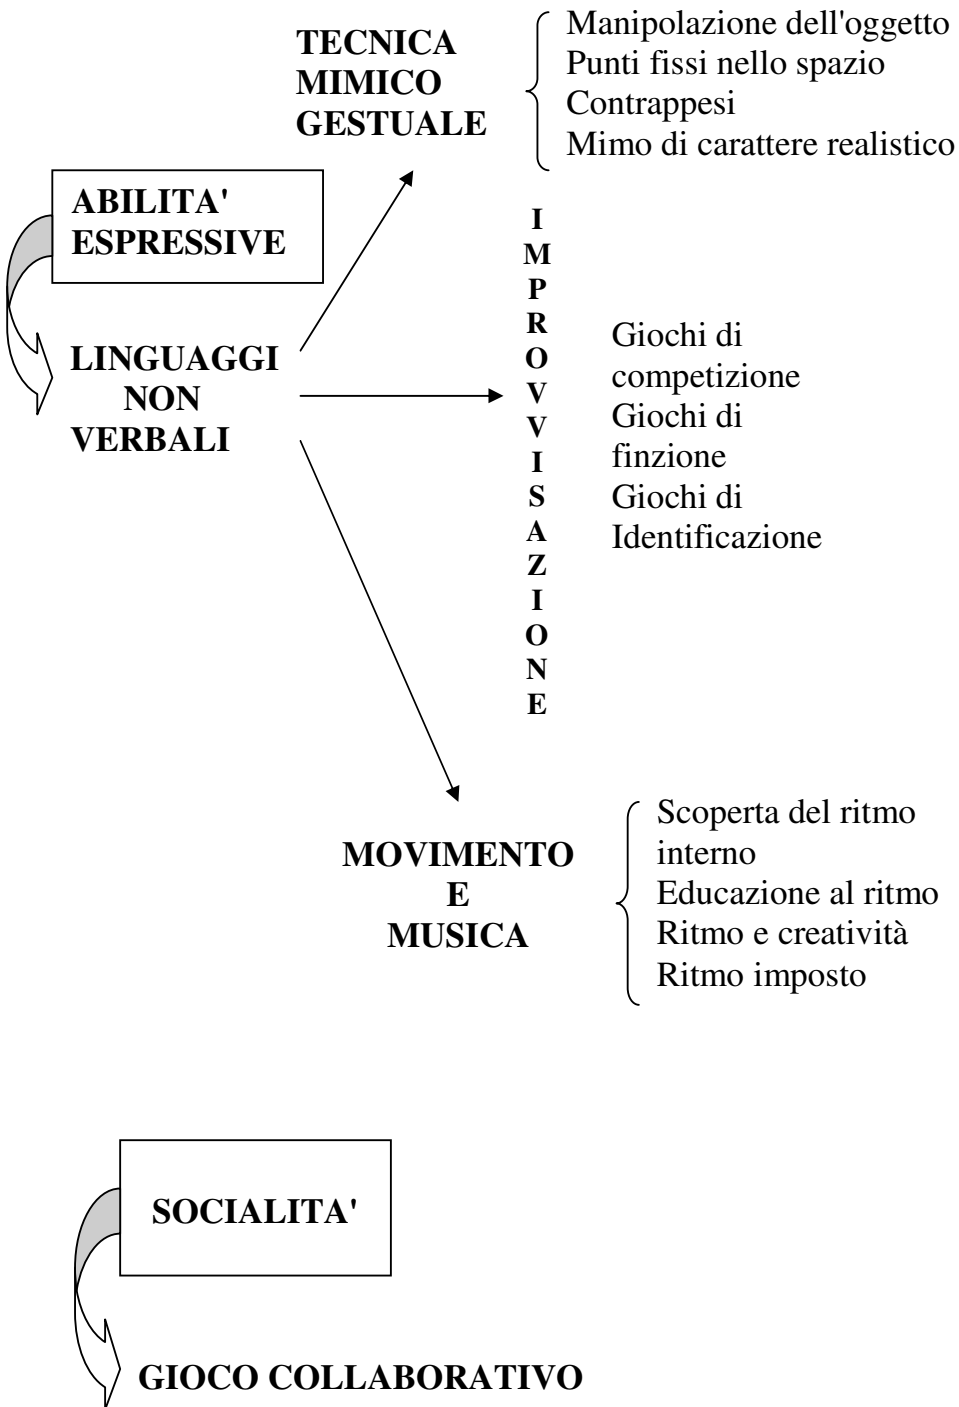 TECNICA
MIMICO
GESTUALE
Manipolazione dell'oggetto
Punti fissi nello spazio
Contrappesi
Mimo di carattere realistico
ABILITA'
ESPRESSIVE
LINGUAGGI
NON
VERBALI
I
M
P
R
O
V
V
I
S
A
Z
I
O
N
E
Giochi di
competizione
Giochi di
finzione
Giochi di
Identificazione
MOVIMENTO
E
MUSICA
Scoperta del ritmo
interno
Educazione al ritmo
Ritmo e creatività
Ritmo imposto
SOCIALITA'
GIOCO COLLABORATIVO